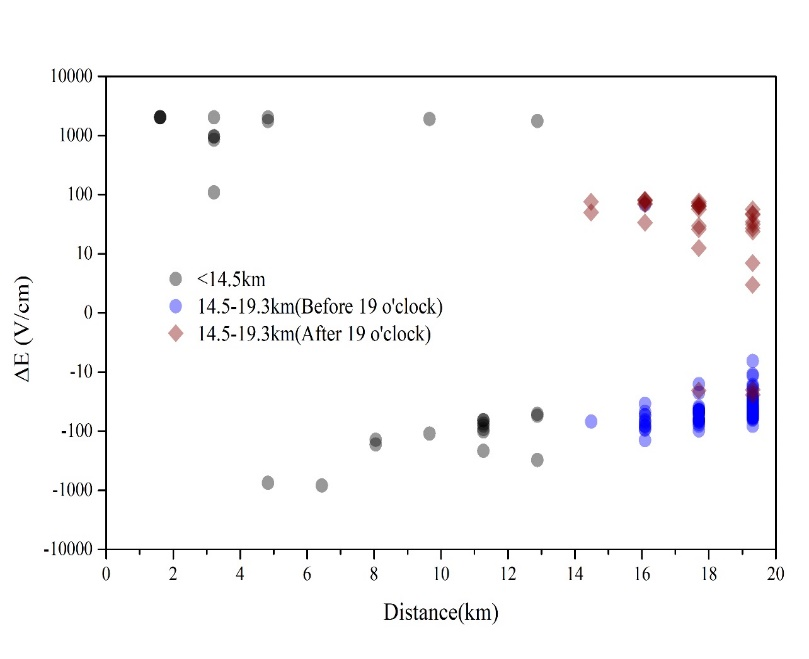 10000
1000
100
10
0
-10
-100
-1000
-10000
ΔE (V/cm)
<14.5km
14.5-19.3km(Before 19 o'clock)
14.5-19.3km(After 19 o'clock)
0 2 4 6 8 10 12 14 16 18 20
Distance(km)